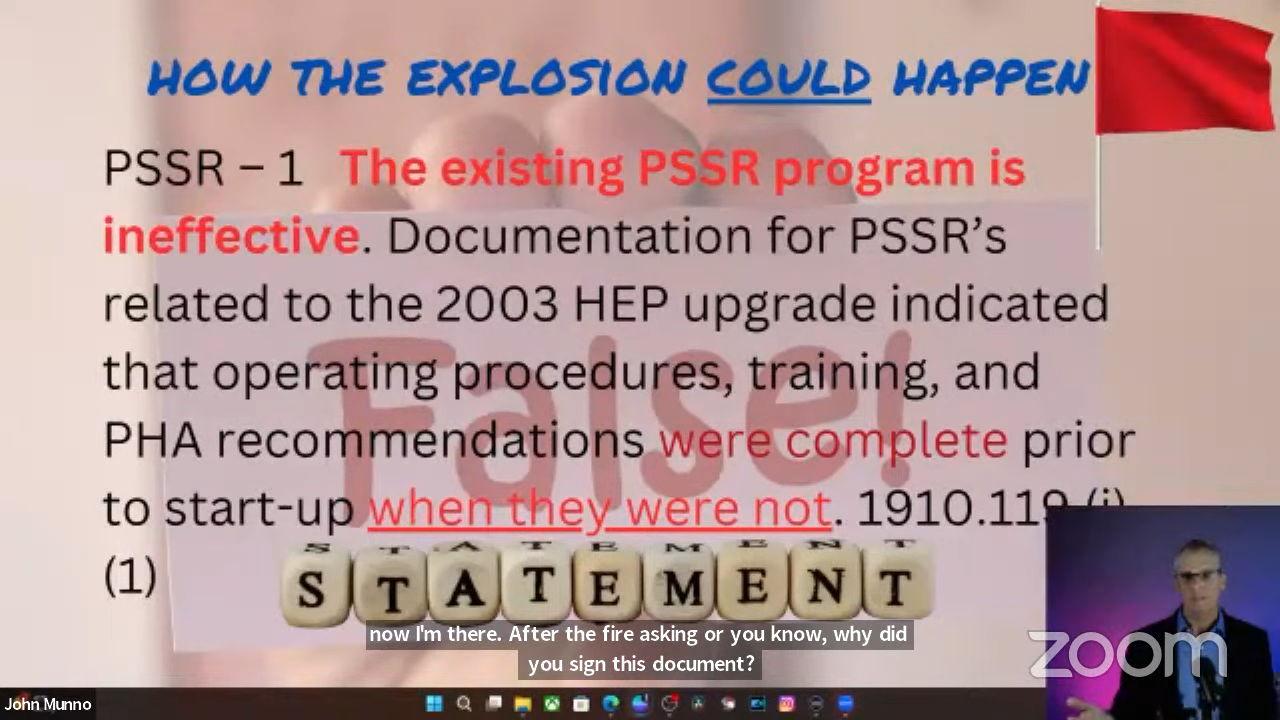 HOW THE EXPLOSION COULD HAPPEN
PSSR – 1 The existing PSSR program is
ineffective. Documentation for PSSR’s
related to the 2003 HEP upgrade indicated
that operating procedures, training, and
False!
PHA recommendations were complete prior
to start-up when they were not. 1910.119 (i)
(1)
STATEMENT
STATEMENT
now I'm there. After the fire asking or you know, why did
you sign this document?
zoom
John Munno